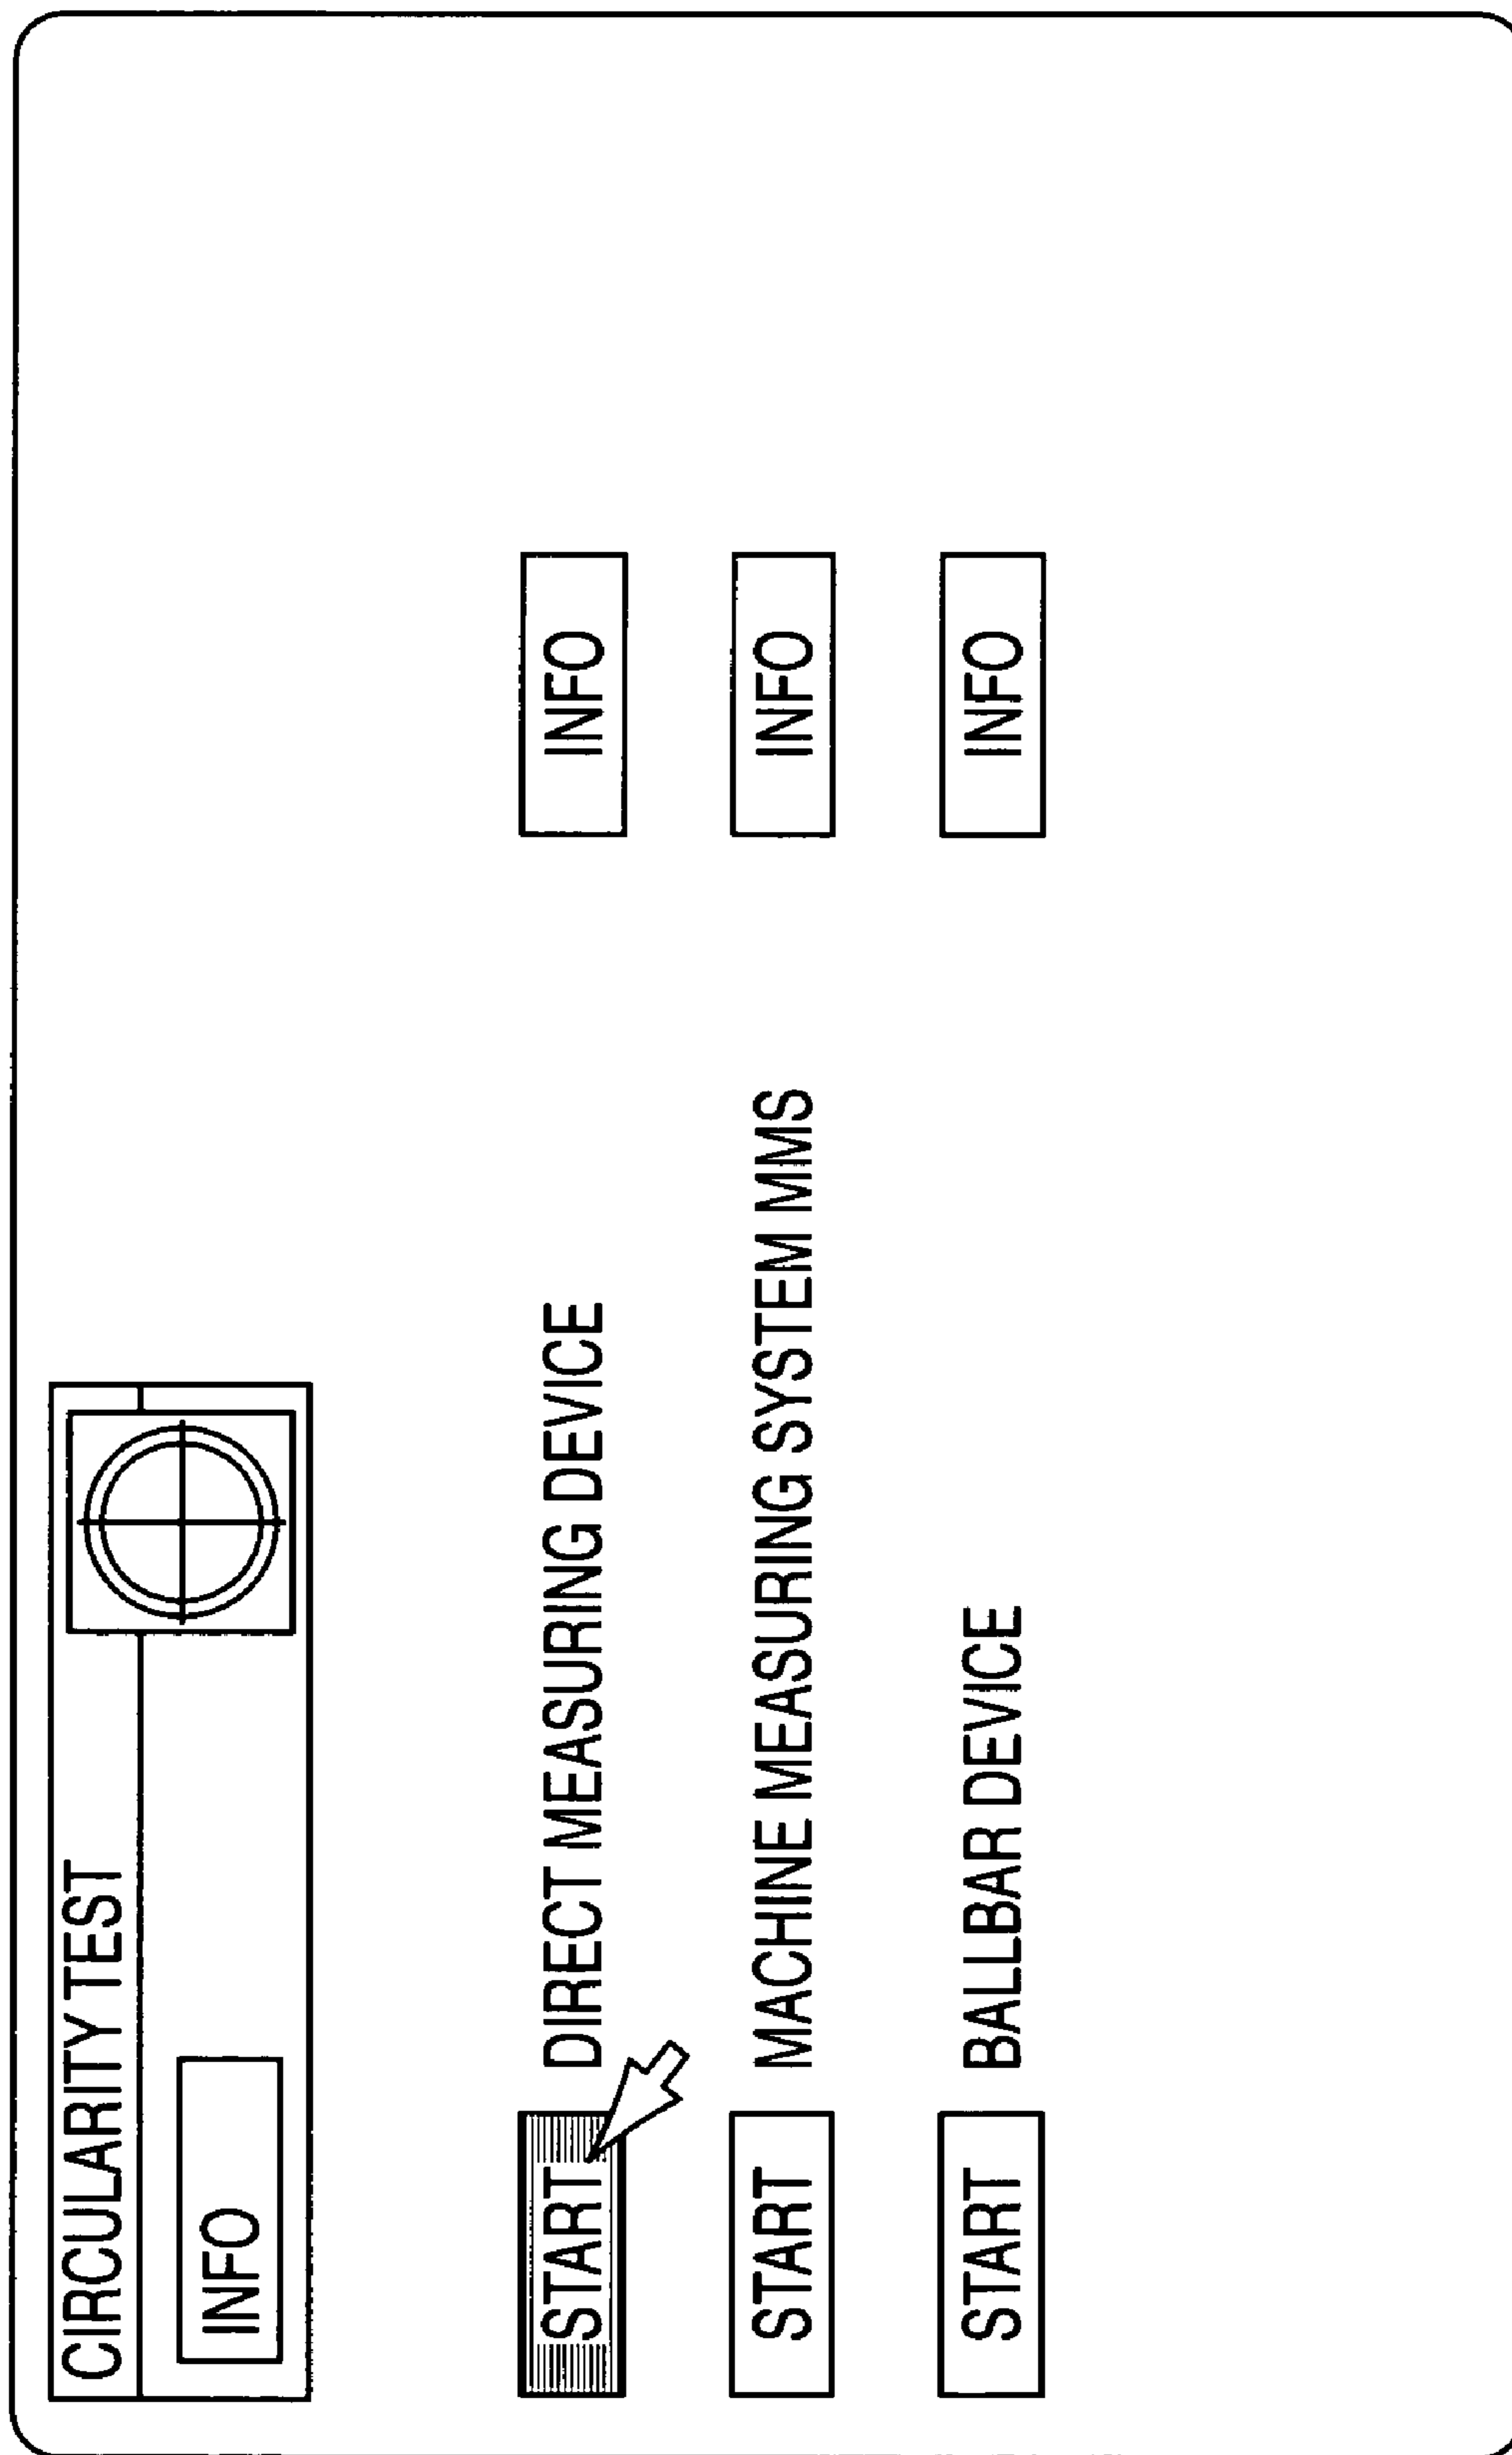 CIRCULARITY TEST
INFO
START DIRECT MEASURING DEVICE INFO
START MACHINE MEASURING SYSTEM MMS INFO
START BALLBAR DEVICE INFO